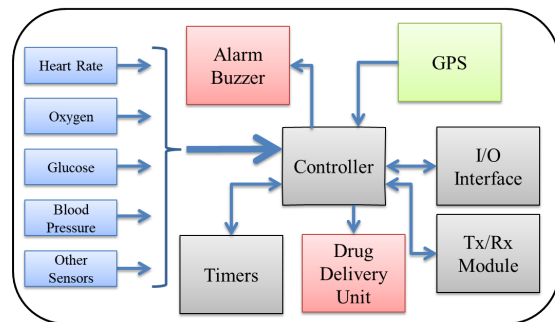 Heart Rate
Oxygen
Glucose
Blood
Pressure
Other
Sensors
Alarm
Buzzer
GPS
Controller
I/O
Interface
Timers
Drug
Delivery
Unit
Tx/Rx
Module